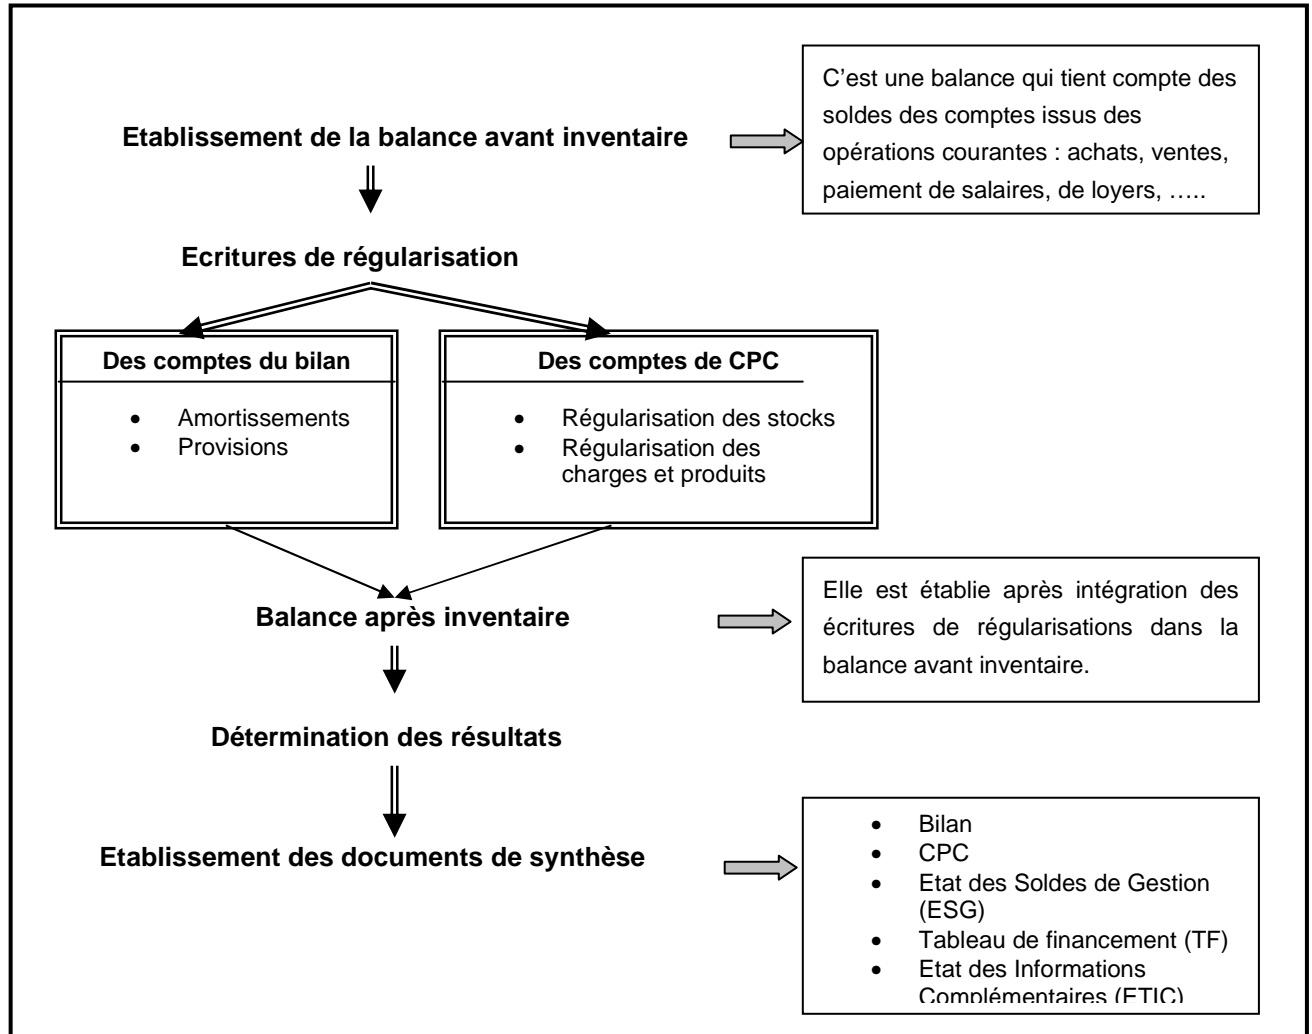 Etablissement de la balance avant inventaire
C’est une balance qui tient compte des
soldes des comptes issus des
opérations courantes : achats, ventes,
paiement de salaires, de loyers, …..
Ecritures de régularisation
Des comptes du bilan
• Amortissements
• Provisions
Des comptes de CPC
• Régularisation des stocks
• Régularisation des
charges et produits
Balance après inventaire
Elle est établie après intégration des
écritures de régularisations dans la
balance avant inventaire.
Détermination des résultats
Etablissement des documents de synthèse
• Bilan
• CPC
• Etat des Soldes de Gestion
(ESG)
• Tableau de financement (TF)
• Etat des Informations
Complémentaires (ETIC)